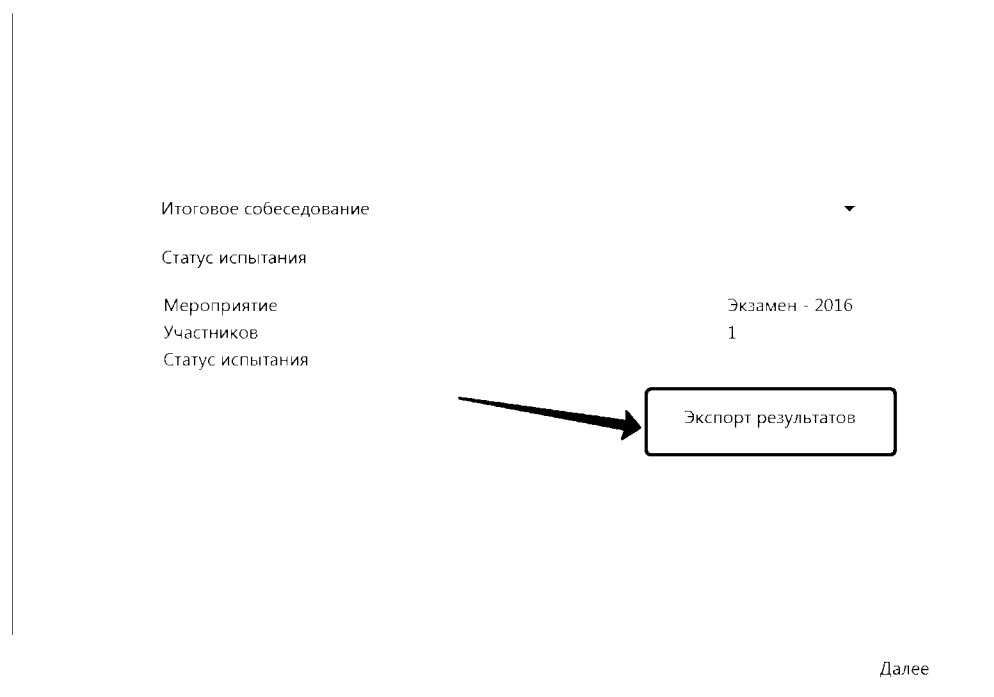 Итоговое собеседование
Статус испытания
Мероприятие Экзамен - 2016
Участников 1
Статус испытания
Экспорт результатов
Далее